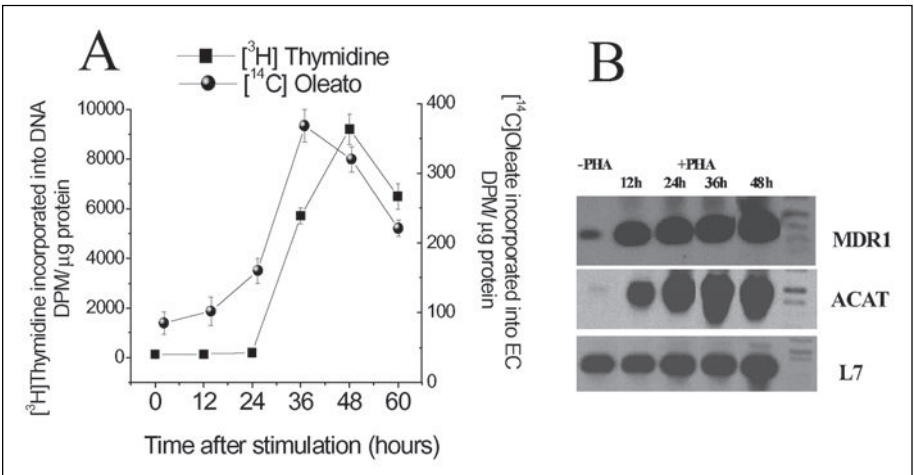 A
[³H] Thymidine
[¹⁴C] Oleato
[³H]Thymidine incorporated into DNA
DPM/ μg protein
10000
8000
6000
4000
2000
0
400
300
200
100
0
[¹⁴C]Oleate incorporated into EC
DPM/ μg protein
0 12 24 36 48 60
Time after stimulation (hours)
B
-PHA +PHA
12h 24h 36h 48h
MDR1
ACAT
L7